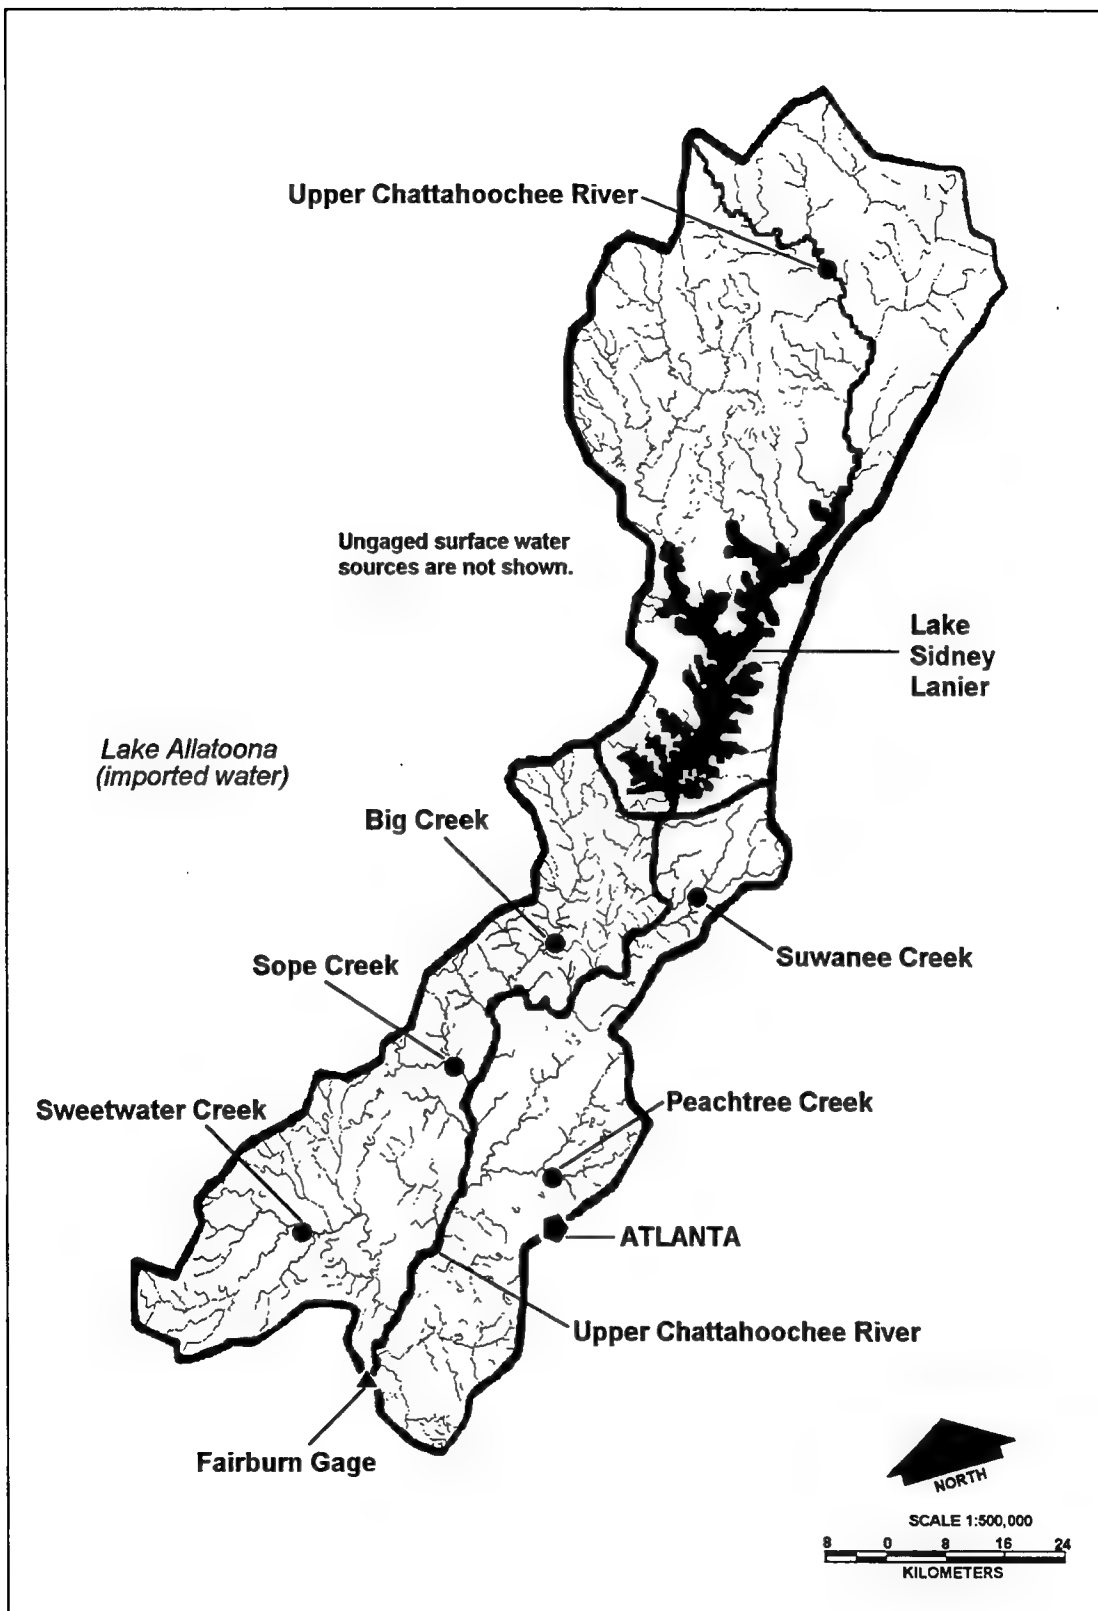 Upper Chattahoochee River
Ungaged surface water
sources are not shown.
Lake
Sidney
Lanier
Lake Allatoona
(imported water)
Big Creek
Suwanee Creek
Sope Creek
Sweetwater Creek
Peachtree Creek
ATLANTA
Upper Chattahoochee River
Fairburn Gage
NORTH
SCALE 1:500,000
8 0 8 16 24
KILOMETERS